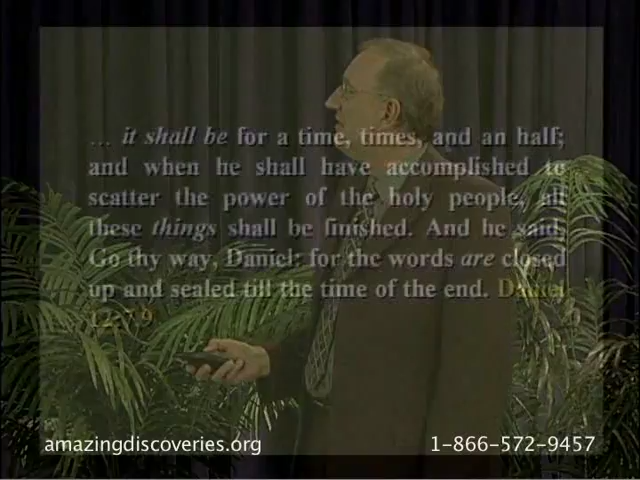 ... it shall be for a time, times, and an half;
and when he shall have accomplished to
scatter the power of the holy people, all
these things shall be finished. And he said,
Go thy way, Daniel: for the words are closed
up and sealed till the time of the end. Daniel
12:7,9
amazingdiscoveries.org
1-866-572-9457